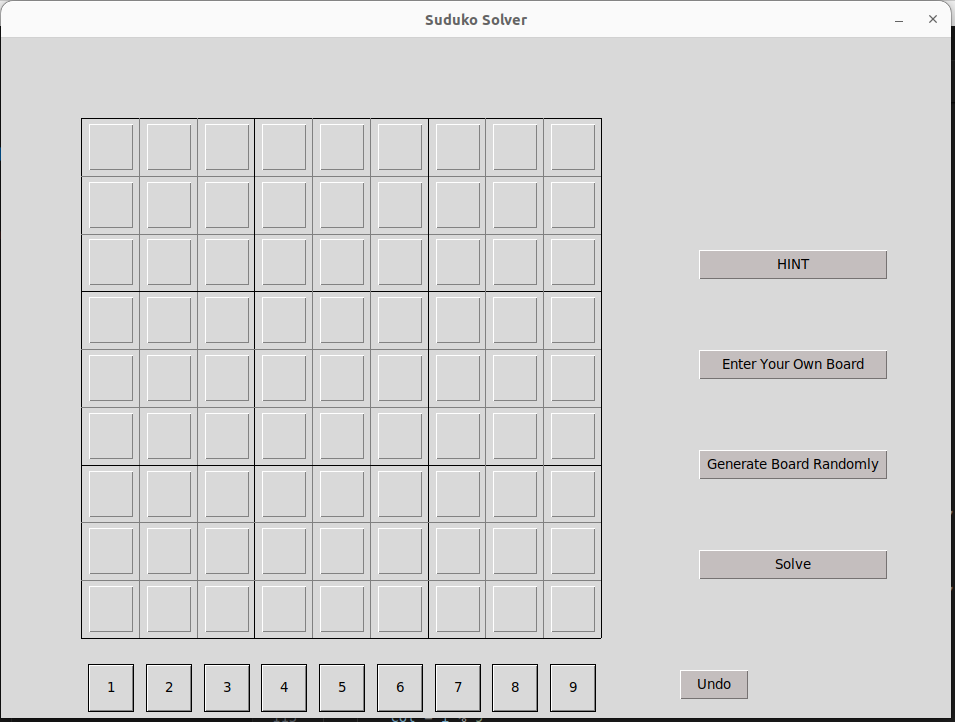 Suduko Solver
HINT
Enter Your Own Board
Generate Board Randomly
Solve
1 2 3 4 5 6 7 8 9
Undo